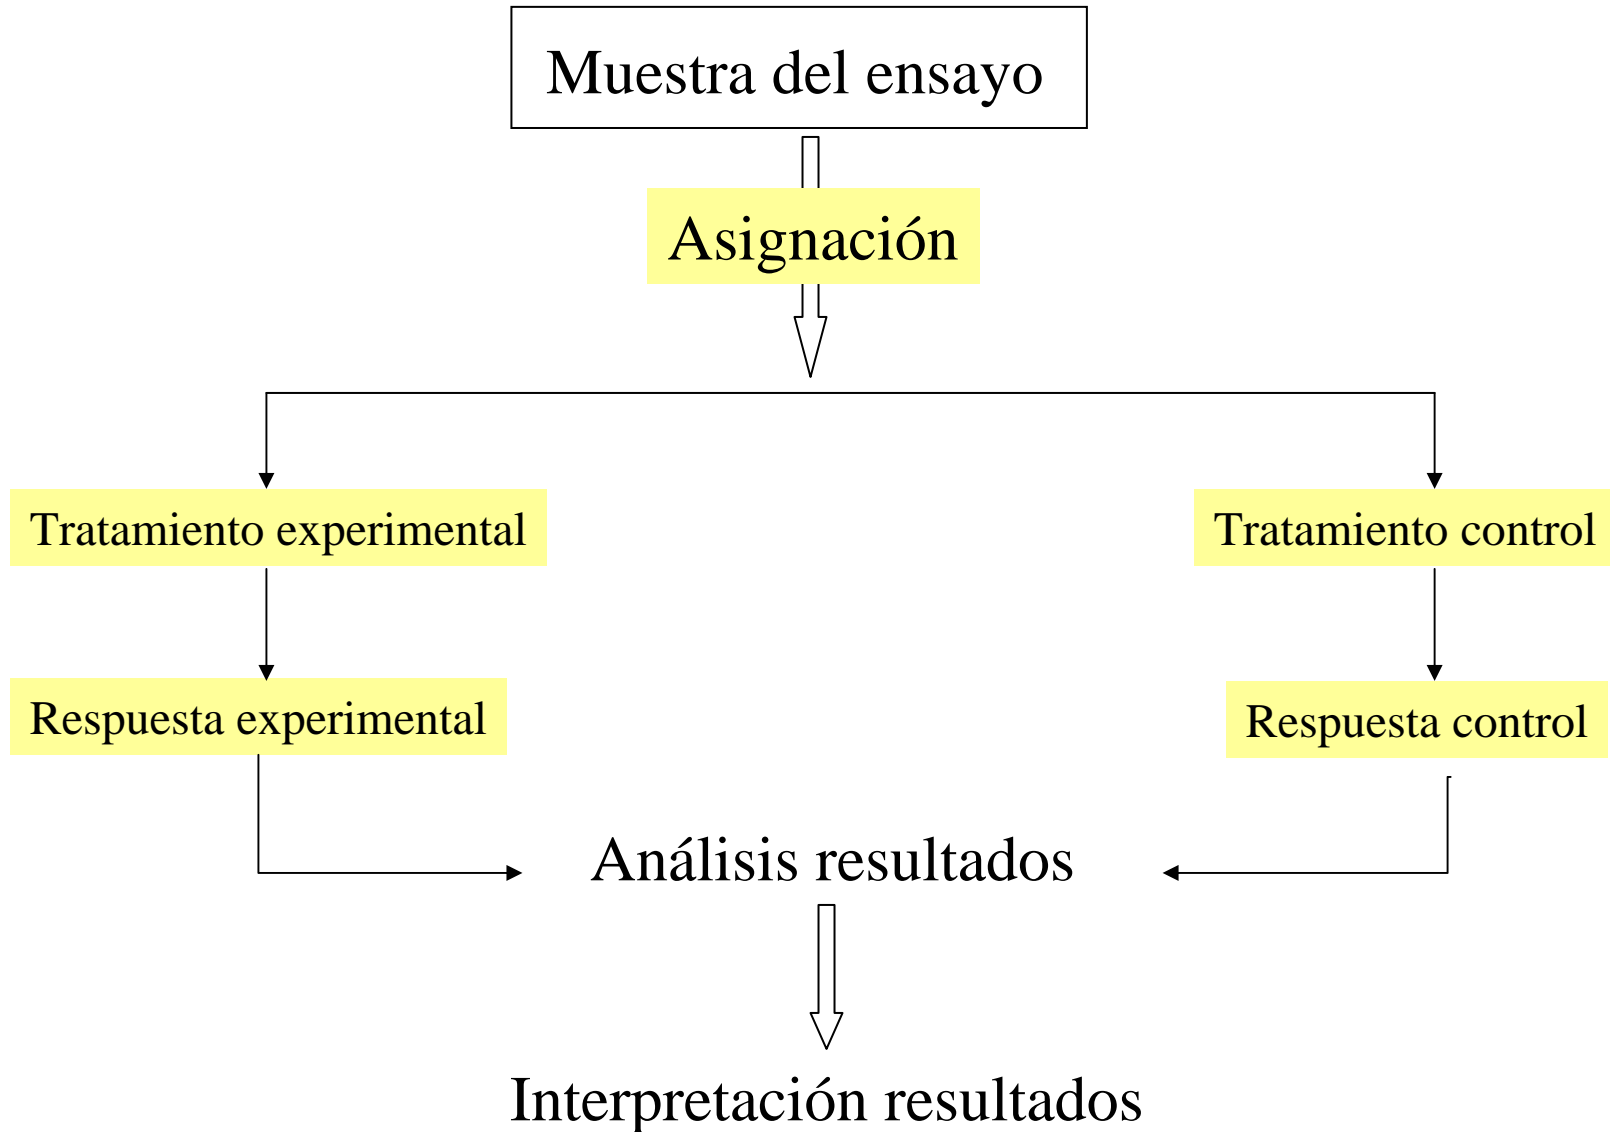 Muestra del ensayo
Asignación
Tratamiento experimental
Tratamiento control
Respuesta experimental
Respuesta control
Análisis resultados
Interpretación resultados